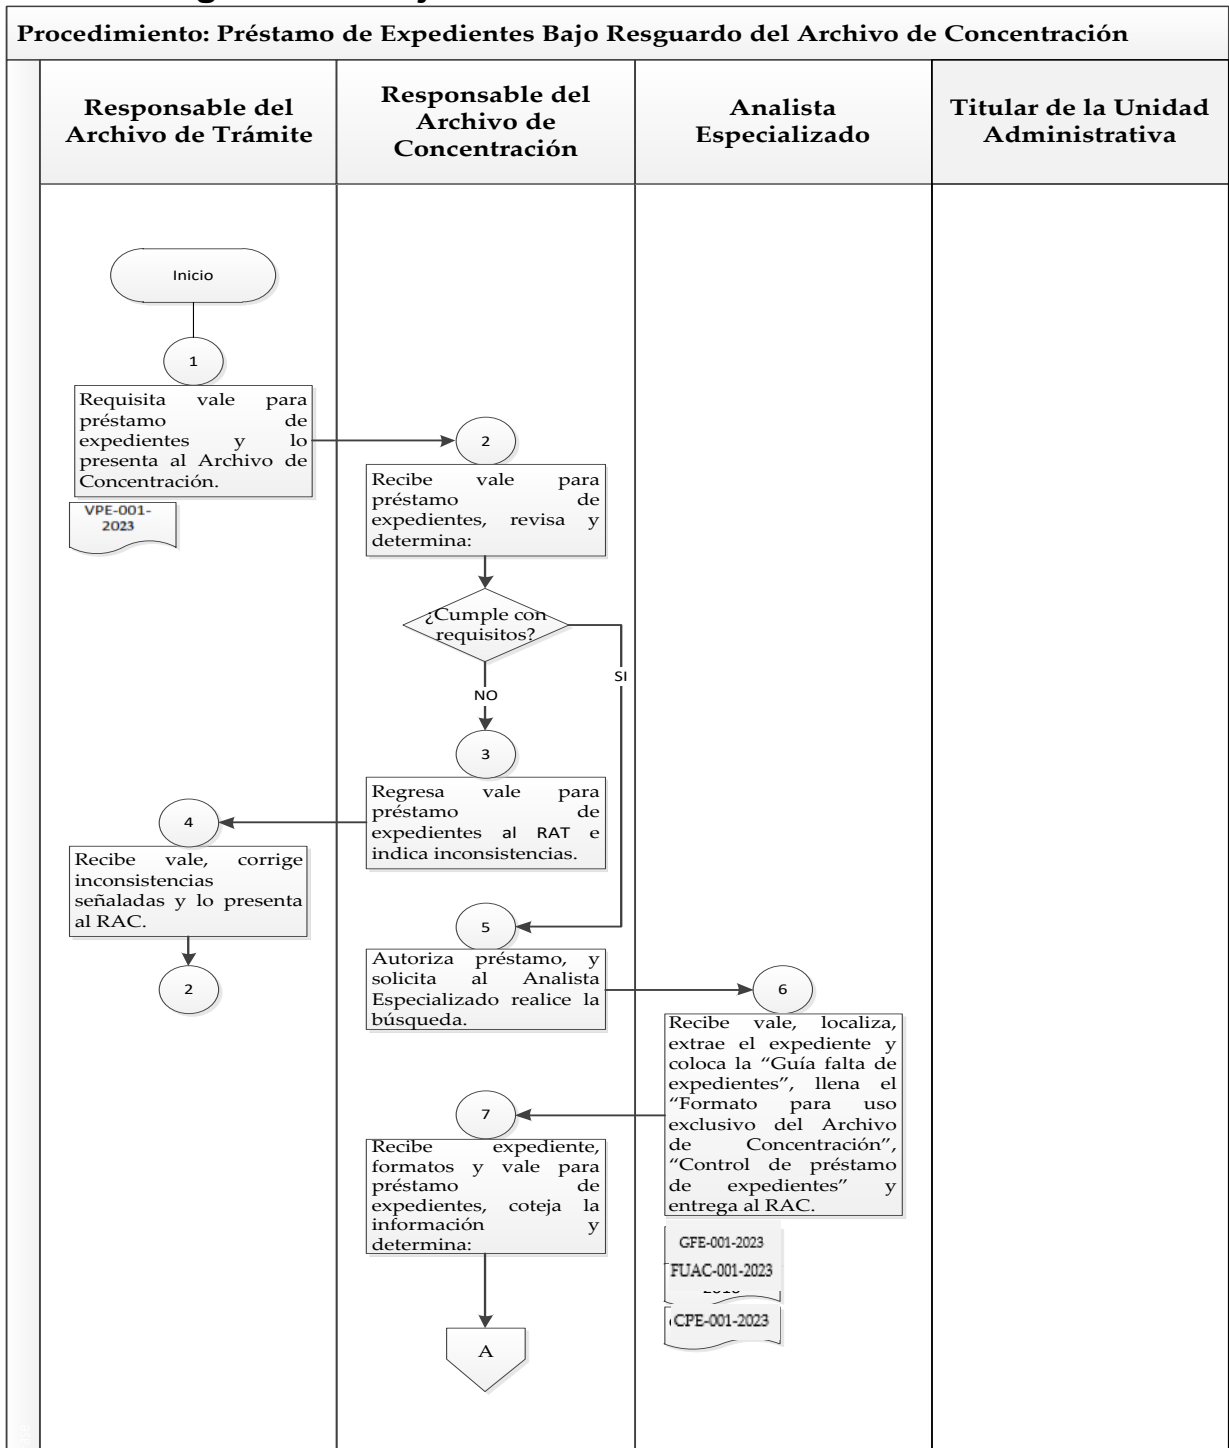 Procedimiento: Préstamo de Expedientes Bajo Resguardo del Archivo de Concentración
Responsable del
Archivo de Trámite
Responsable del
Archivo de
Concentración
Analista
Especializado
Titular de la Unidad
Administrativa
Inicio
1
Requisita vale para
préstamo de
expedientes y lo
presenta al Archivo de
Concentración.
VPE-001-
2023
2
Recibe vale para
préstamo de
expedientes, revisa y
determina:
¿Cumple con
requisitos?
SI
NO
3
Regresa vale para
préstamo de
expedientes al RAT e
indica inconsistencias.
4
Recibe vale, corrige
inconsistencias
señaladas y lo presenta
al RAC.
2
5
Autoriza préstamo, y
solicita al Analista
Especializado realice la
búsqueda.
6
Recibe vale, localiza,
extrae el expediente y
coloca la “Guía falta de
expedientes”, llena el
“Formato para uso
exclusivo del Archivo
de Concentración”,
“Control de préstamo
de expedientes” y
entrega al RAC.
GFE-001-2023
FUAC-001-2023
CPE-001-2023
7
Recibe expediente,
formatos y vale para
préstamo de
expedientes, coteja la
información y
determina:
A